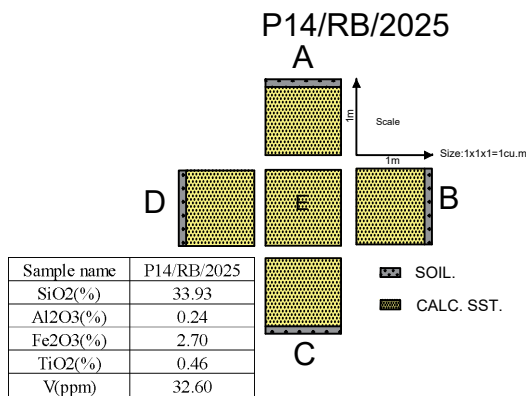 P14/RB/2025
A
1m
Scale
1m
Size:1x1x1=1cu.m
D
E
B
Sample name P14/RB/2025
SiO2(%) 33.93
Al2O3(%) 0.24
Fe2O3(%) 2.70
TiO2(%) 0.46
V(ppm) 32.60
SOIL.
CALC. SST.
C